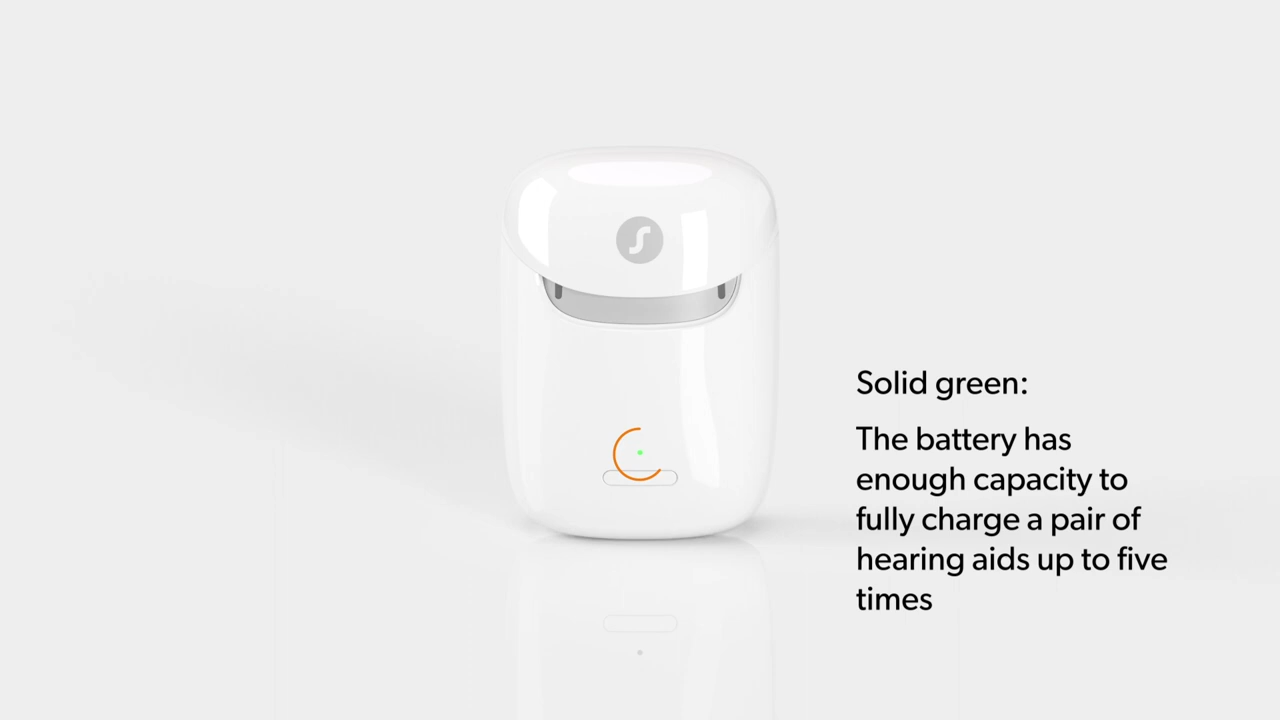 Solid green:
The battery has
enough capacity to
fully charge a pair of
hearing aids up to five
times